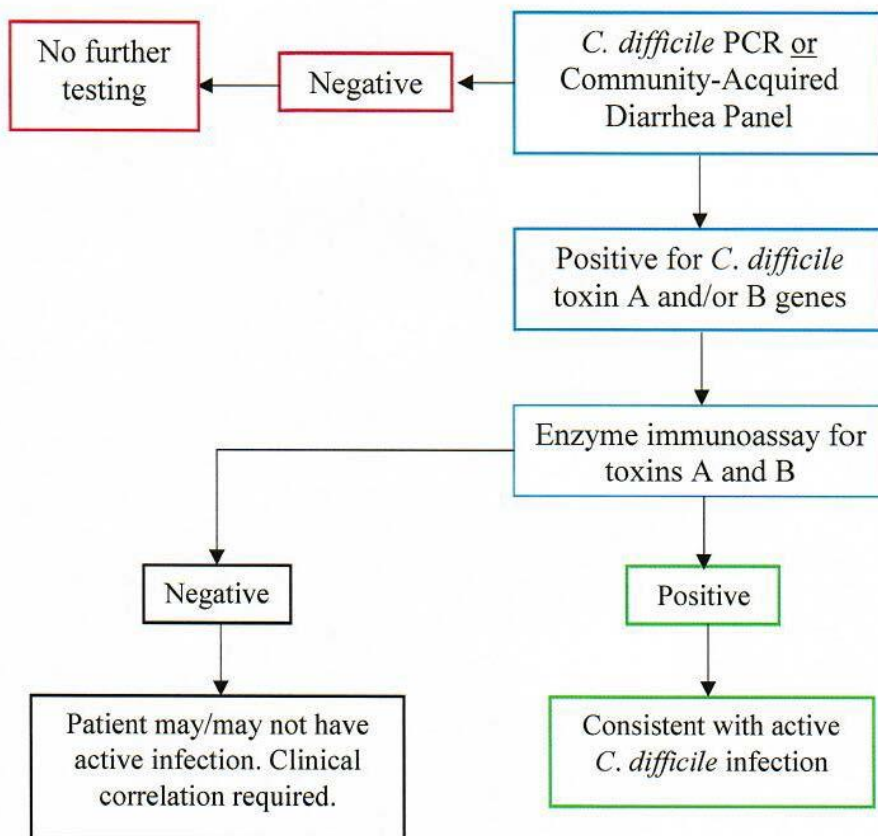 No further
testing
Negative
C. difficile PCR or
Community-Acquired
Diarrhea Panel
Positive for C. difficile
toxin A and/or B genes
Enzyme immunoassay for
toxins A and B
Negative
Positive
Patient may/may not have
active infection. Clinical
correlation required.
Consistent with active
C. difficile infection